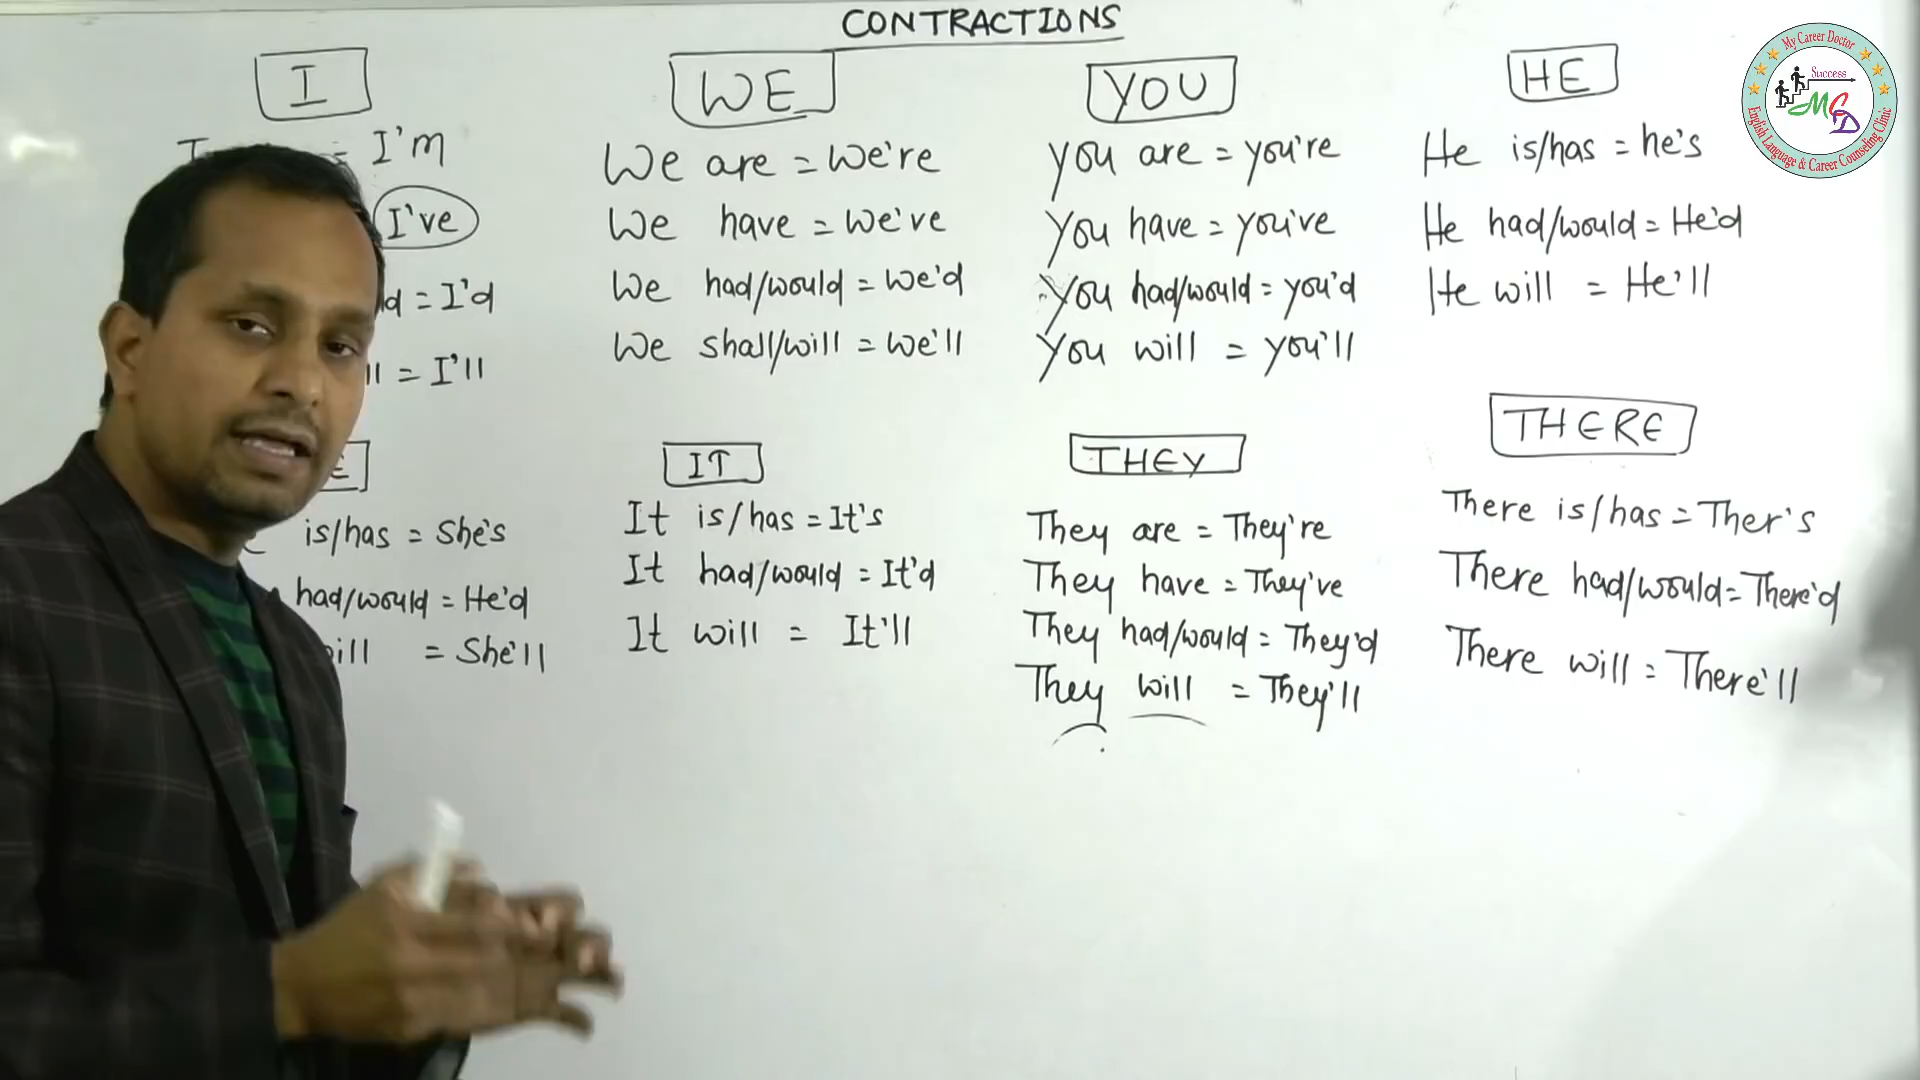 CONTRACTIONS
I
I'm
I've
= I'd
= I'll
WE
We are = We're
We have = We've
We had/would = We'd
We shall/will = We'll
YOU
You are = you're
You have = you've
You had/would = you'd
You will = you'll
HE
He is/has = he's
He had/would = He'd
He will = He'll
is/has = She's
had/would = He'd
= She'll
IT
It is/has = It's
It had/would = It'd
It will = It'll
THEY
They are = They're
They have = They've
They had/would = They'd
They will = They'll
THERE
There is/has = Ther's
There had/would = There'd
There will = There'll
My Career Doctor
Success
MCD
English Language & Career Counseling Clinic